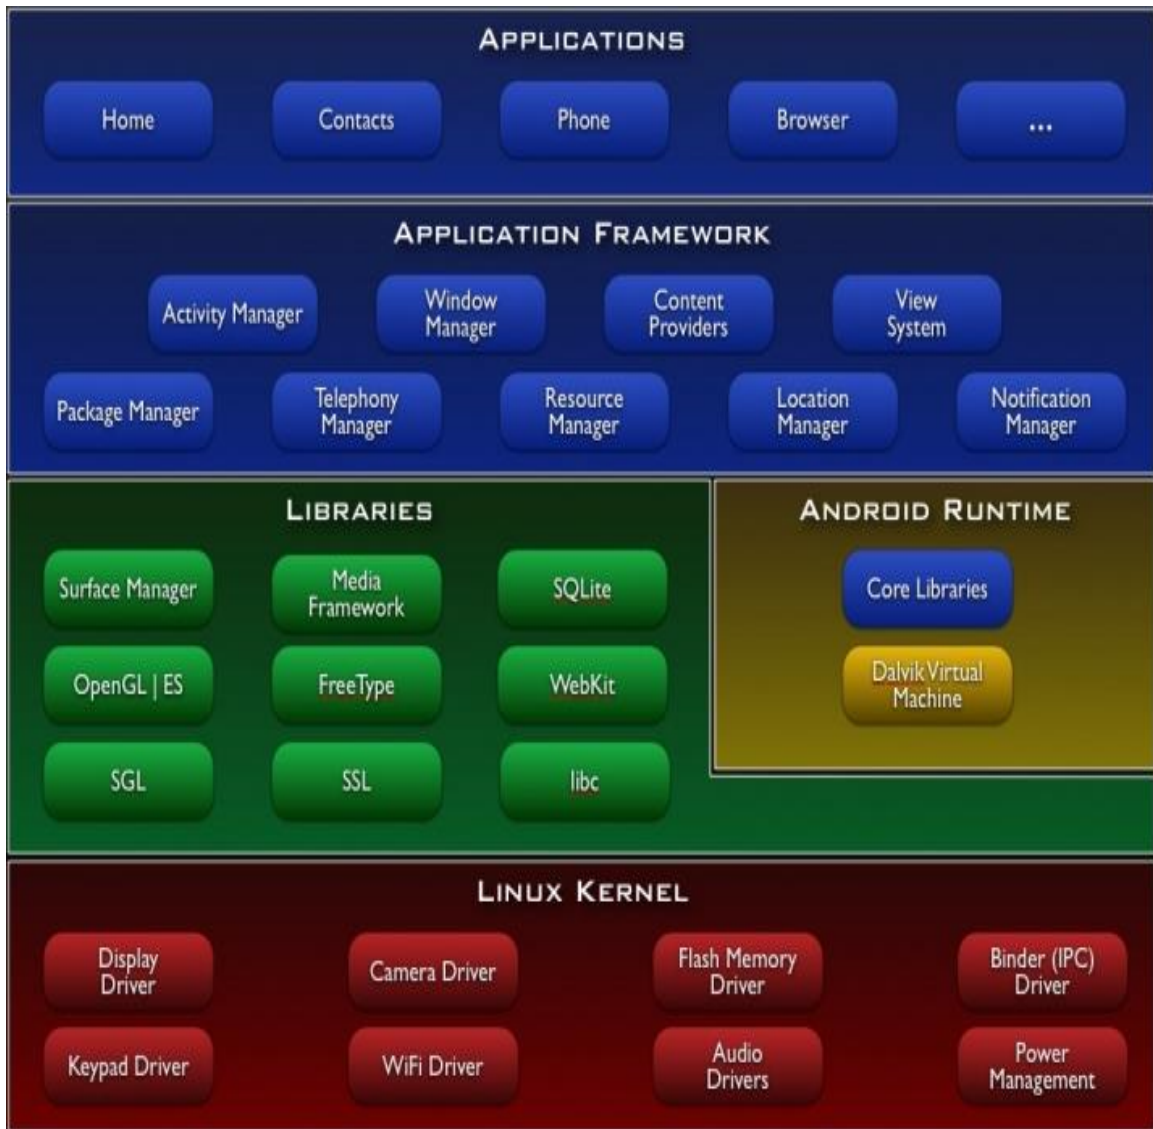 APPLICATIONS
Home
Contacts
Phone
Browser
...
APPLICATION FRAMEWORK
Activity Manager
Window
Manager
Content
Providers
View
System
Package Manager
Telephony
Manager
Resource
Manager
Location
Manager
Notification
Manager
LIBRARIES
Surface Manager
Media
Framework
SQLite
OpenGL | ES
FreeType
WebKit
SGL
SSL
libc
ANDROID RUNTIME
Core Libraries
Dalvik Virtual
Machine
LINUX KERNEL
Display
Driver
Camera Driver
Flash Memory
Driver
Binder (IPC)
Driver
Keypad Driver
WiFi Driver
Audio
Drivers
Power
Management